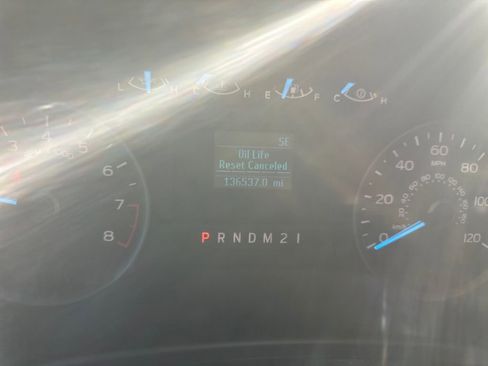 L H C H E F C H
SE
Oil Life
Reset Canceled
136537.0 mi
3 4 5 6 7 8
PRNDM21
0 20 40 60 80 100 120
MPH
km/h